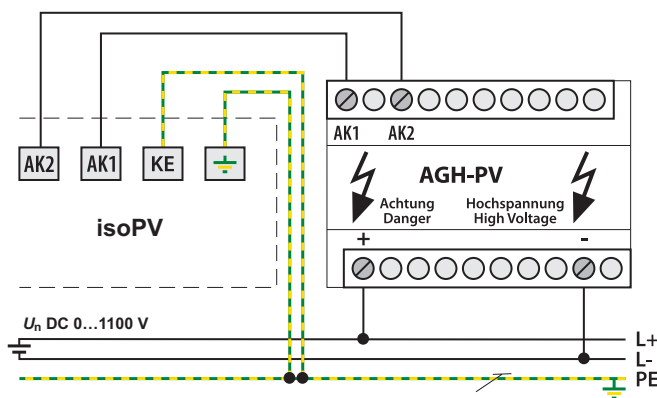 AK1 AK2
AK2 AK1 KE
AGH-PV
Achtung
Danger
Hochspannung
High Voltage
isoPV
+ -
Un DC 0...1100 V
L+
L-
PE